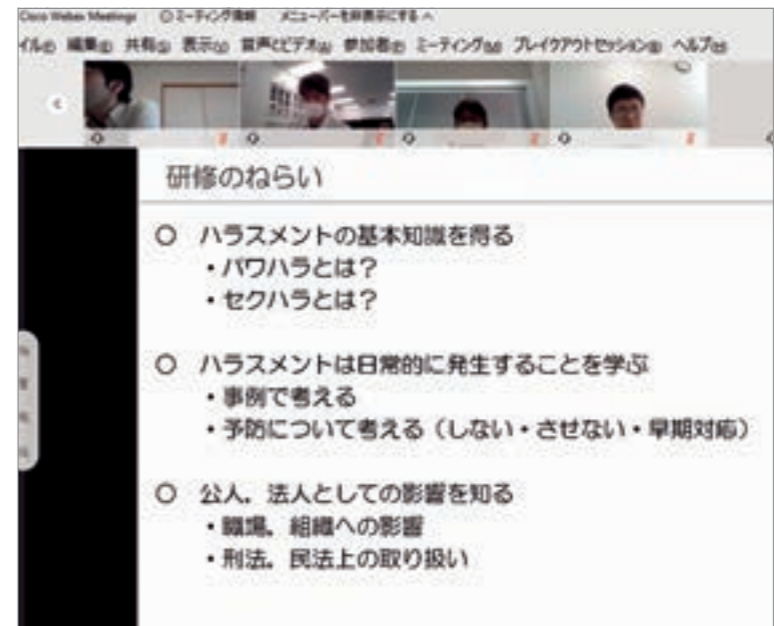 Cisco Webex Meetings ミーティング情報 メニューバーを非表示にする
イル(F) 編集(E) 共有(S) 表示(V) 音声とビデオ(A) 参加者(P) ミーティング(M) ブレイクアウトセッション(B) ヘルプ(H)
研修のねらい
○ ハラスメントの基本知識を得る
・パワハラとは？
・セクハラとは？
○ ハラスメントは日常的に発生することを学ぶ
・事例で考える
・予防について考える（しない・させない・早期対応）
○ 公人，法人としての影響を知る
・職場，組織への影響
・刑法，民法上の取り扱い